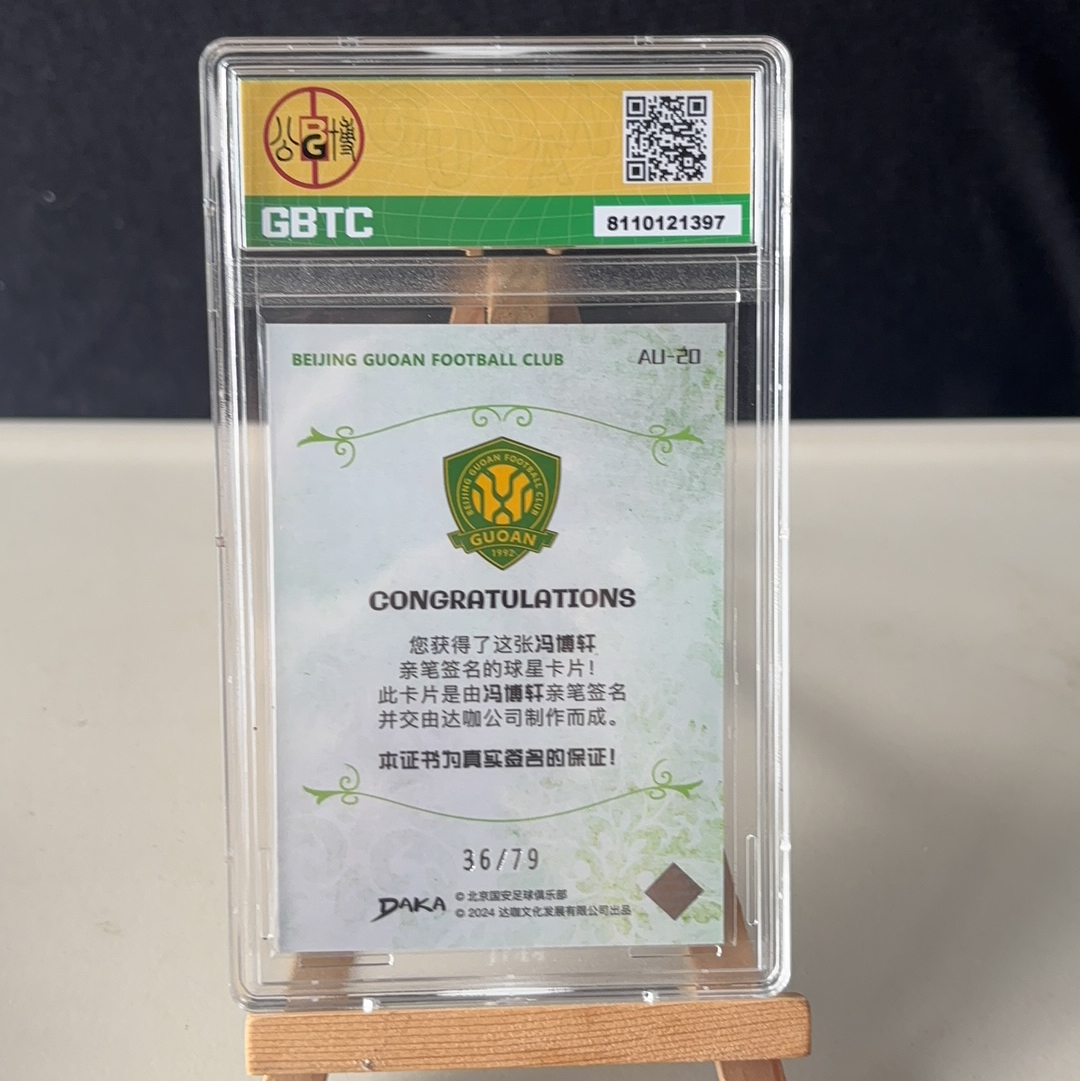 公博
BG
GBTC
8110121397
BEIJING GUOAN FOOTBALL CLUB
AU-20
BEIJING GUOAN FOOTBALL CLUB
GUOAN
1992
CONGRATULATIONS
您获得了这张冯博轩
亲笔签名的球星卡片！
此卡片是由冯博轩亲笔签名
并交由达咖公司制作而成。
本证书为真实签名的保证！
36/79
DAKA
© 北京国安足球俱乐部
© 2024 达咖文化发展有限公司出品